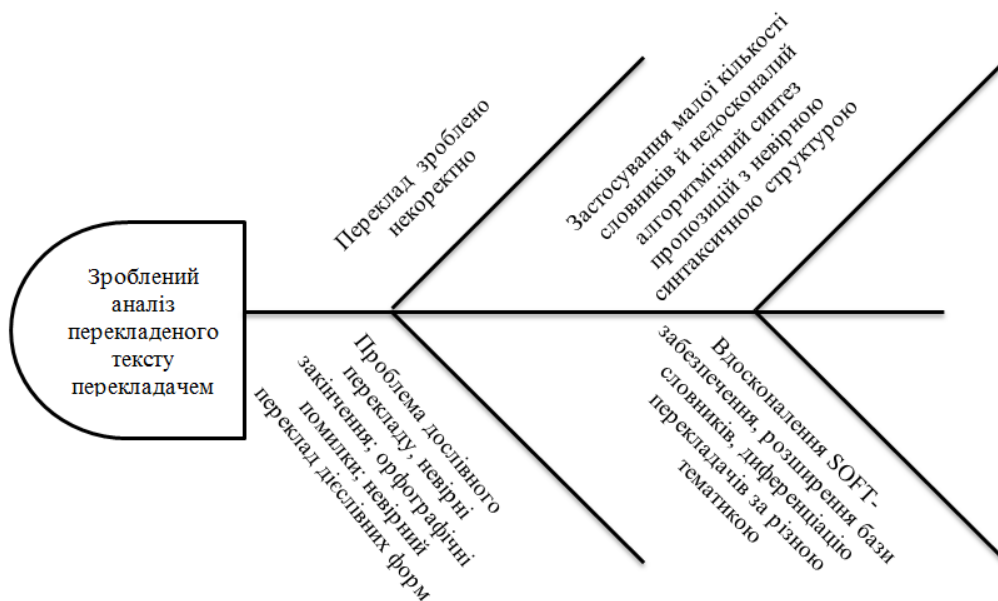 Зроблений
аналіз
перекладеного
тексту
перекладачем
Переклад зроблено
некоректно
Проблема дослівного
перекладу, невірні
закінчення; орфографічні
помилки; невірний
переклад дієслівних форм
Застосування малої кількості
словників й недосконалий
алгоритмічний синтез
пропозицій з невірною
синтаксичною структурою
Вдосконалення SOFT-
забезпечення, розширення бази
словників, диференціацію
перекладачів за різною
тематикою